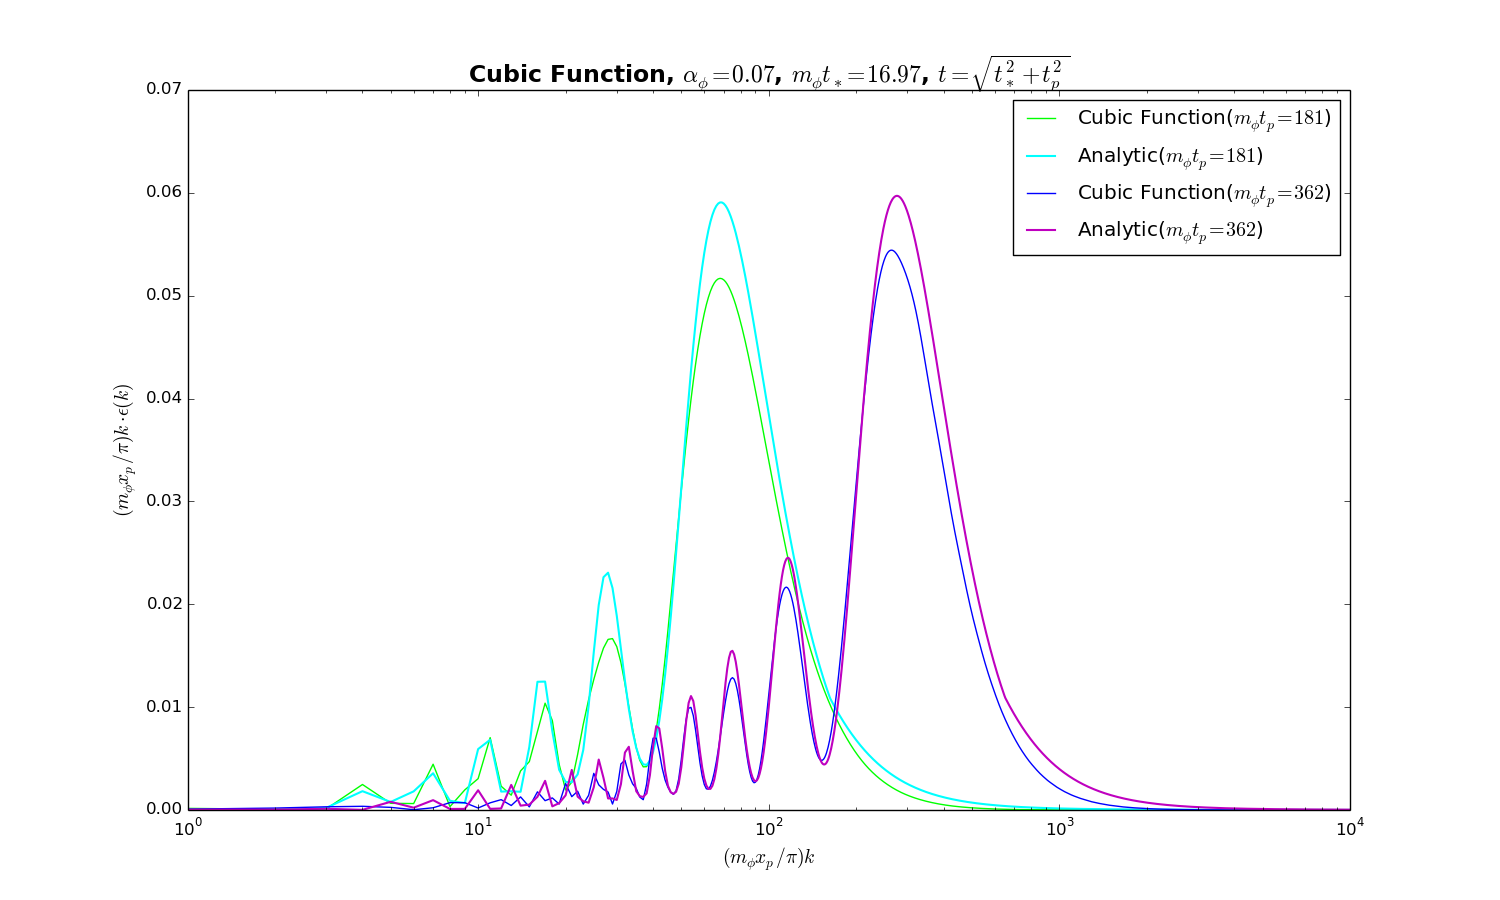 Cubic Function, α_ϕ=0.07, m_ϕt_*=16.97, t=√(t_*^2+t_p^2)
0.07
0.06
0.05
0.04
0.03
0.02
0.01
0.00
(m_ϕx_p/π)k·ϵ(k)
Cubic Function(m_ϕt_p=181)
Analytic(m_ϕt_p=181)
Cubic Function(m_ϕt_p=362)
Analytic(m_ϕt_p=362)
10^0 10^1 10^2 10^3 10^4
(m_ϕx_p/π)k